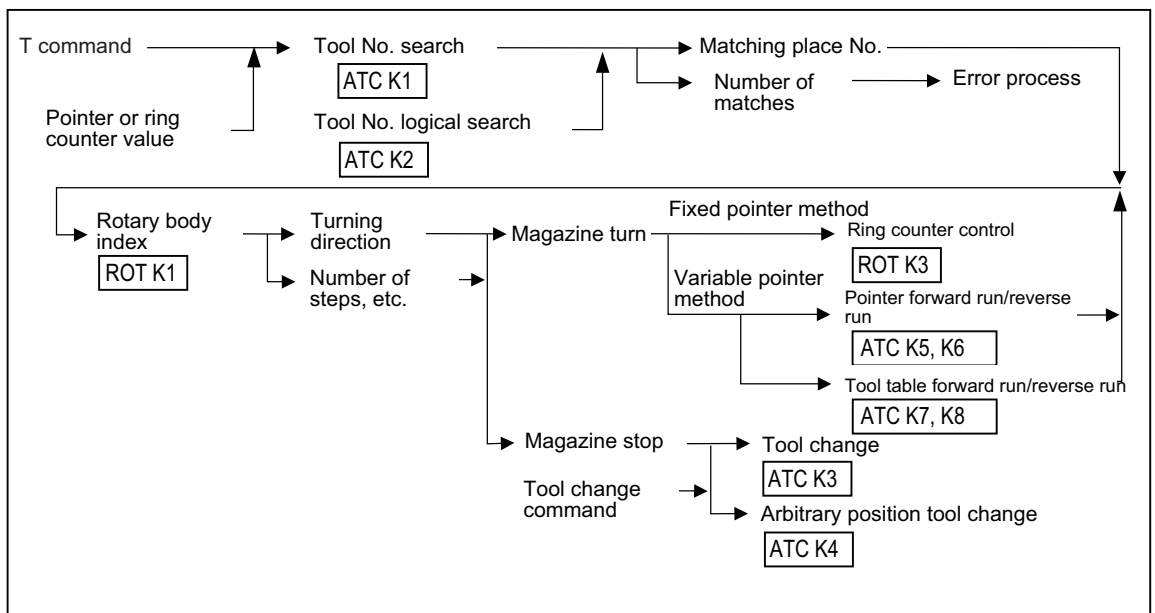 T command
Tool No. search
Matching place No.
ATC K1
Number of
matches
Error process
Pointer or ring
counter value
Tool No. logical search
ATC K2
Rotary body
index
ROT K1
Turning
direction
Number of
steps, etc.
Magazine turn
Fixed pointer method
Ring counter control
ROT K3
Variable pointer
method
Pointer forward run/reverse
run
ATC K5, K6
Tool table forward run/reverse run
ATC K7, K8
Magazine stop
Tool change
ATC K3
Tool change
command
Arbitrary position tool change
ATC K4